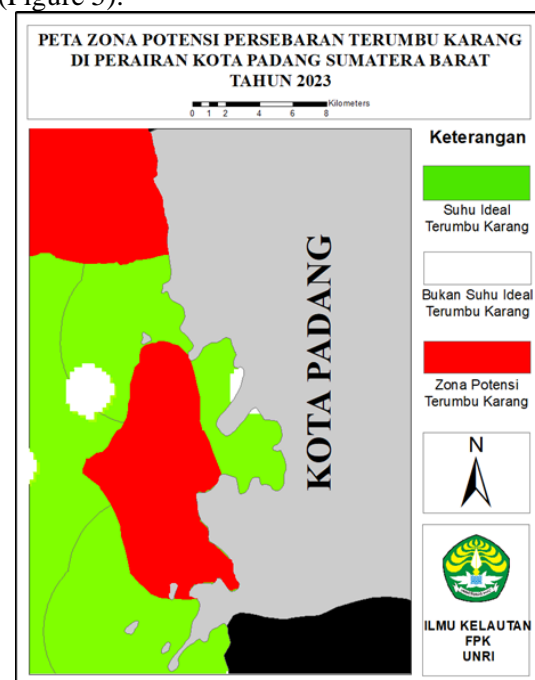 (Figure 3).
PETA ZONA POTENSI PERSEBARAN TERUMBU KARANG
DI PERAIRAN KOTA PADANG SUMATERA BARAT
TAHUN 2023
Kilometers
0 1 2 4 6 8
Keterangan
Suhu Ideal
Terumbu Karang
Bukan Suhu Ideal
Terumbu Karang
Zona Potensi
Terumbu Karang
KOTA PADANG
N
ILMU KELAUTAN
FPK
UNRI